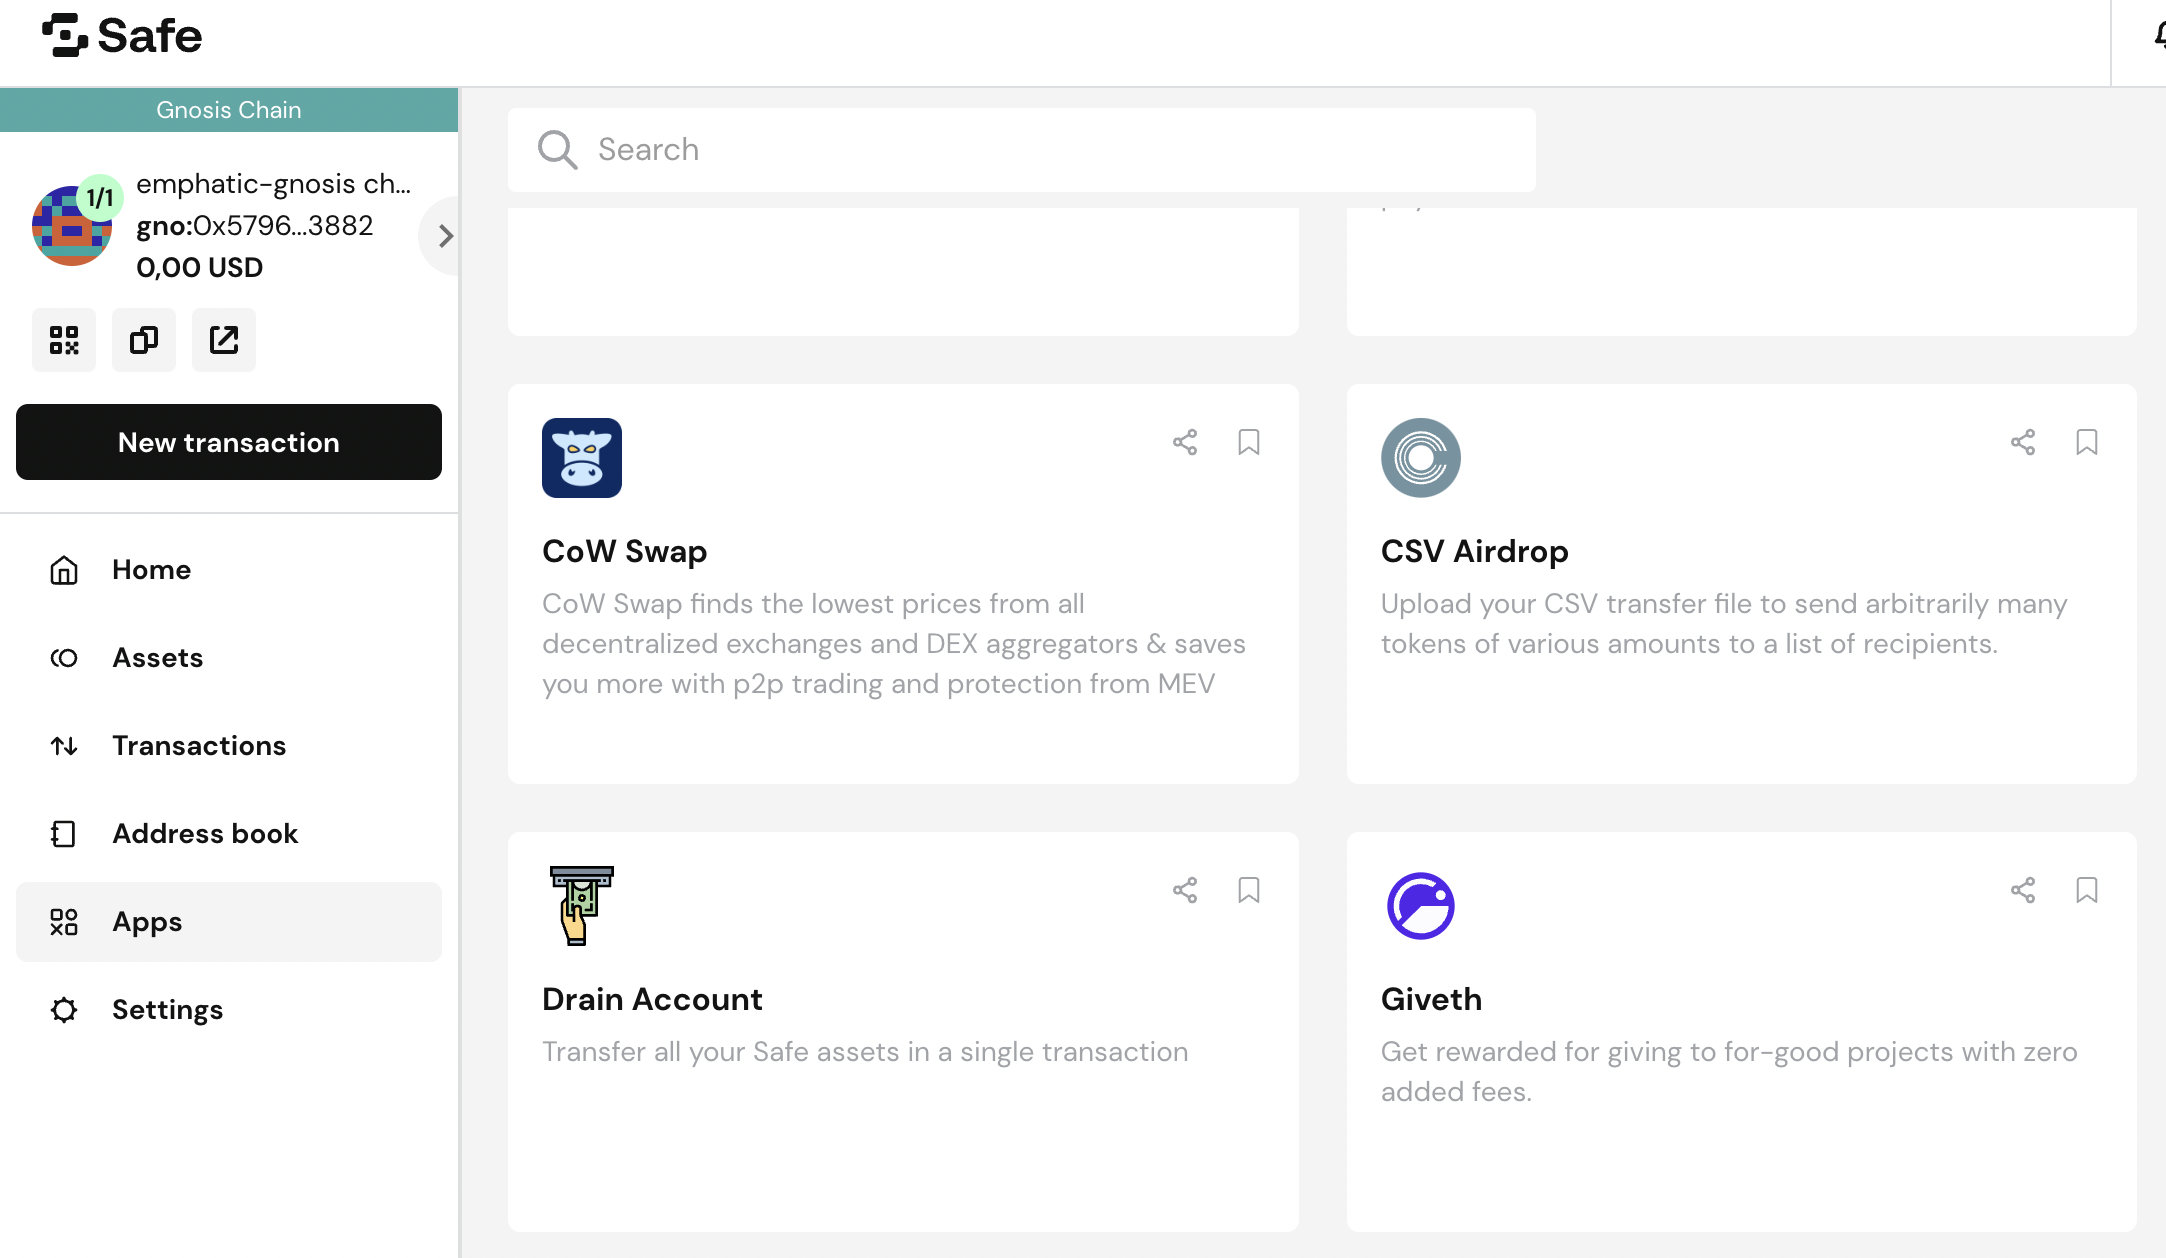 Safe
Gnosis Chain
1/1
emphatic-gnosis ch...
gno:0x5796...3882
0,00 USD
New transaction
Home
Assets
Transactions
Address book
Apps
Settings
Search
CoW Swap
CoW Swap finds the lowest prices from all
decentralized exchanges and DEX aggregators & saves
you more with p2p trading and protection from MEV
CSV Airdrop
Upload your CSV transfer file to send arbitrarily many
tokens of various amounts to a list of recipients.
Drain Account
Transfer all your Safe assets in a single transaction
Giveth
Get rewarded for giving to for-good projects with zero
added fees.